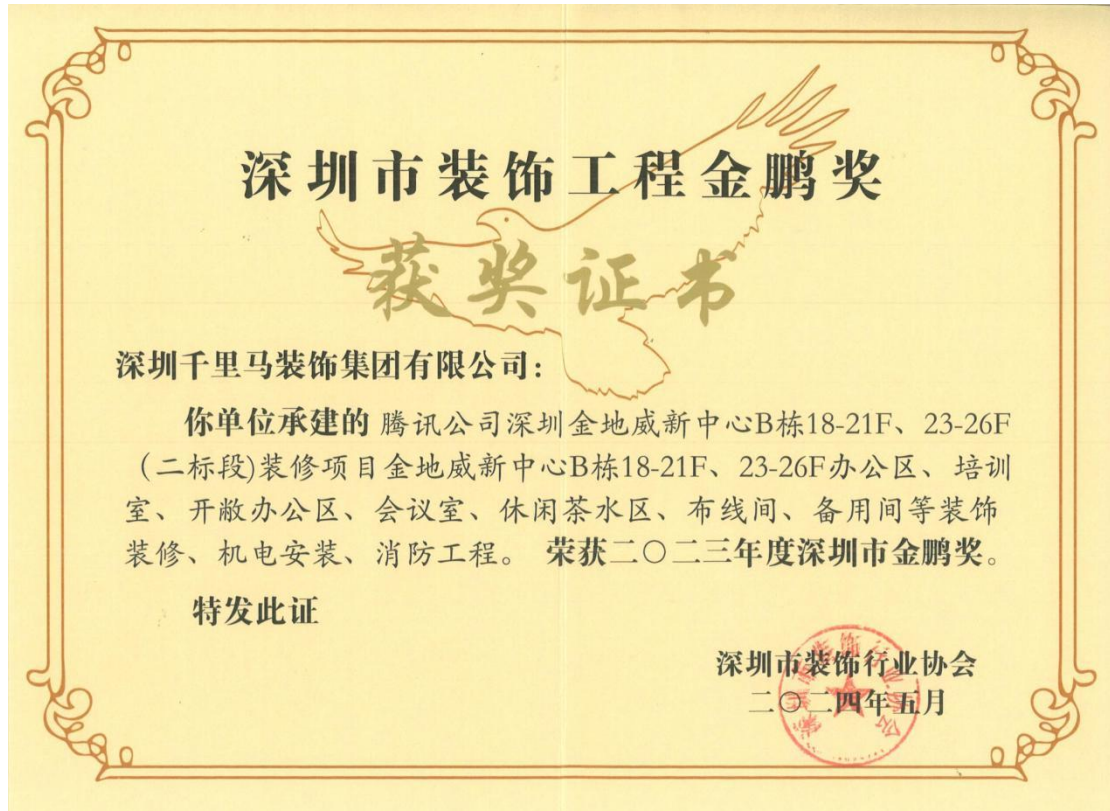 深圳市装饰工程金鹏奖
获奖证书
深圳千里马装饰集团有限公司：
你单位承建的 腾讯公司深圳金地威新中心B栋18-21F、23-26F
（二标段)装修项目金地威新中心B栋18-21F、23-26F办公区、培训
室、开敞办公区、会议室、休闲茶水区、布线间、备用间等装饰
装修、机电安装、消防工程。 荣获二〇二三年度深圳市金鹏奖。
特发此证
深圳市装饰行业协会
二〇二四年五月